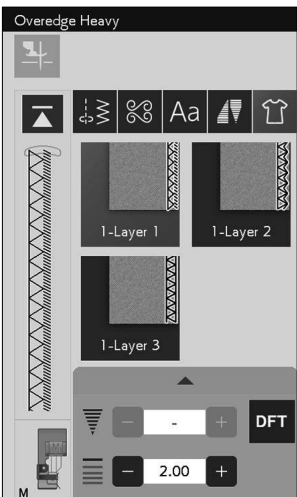 Overedge Heavy
Aa
1-Layer 1
1-Layer 2
1-Layer 3
-
DFT
2.00
M